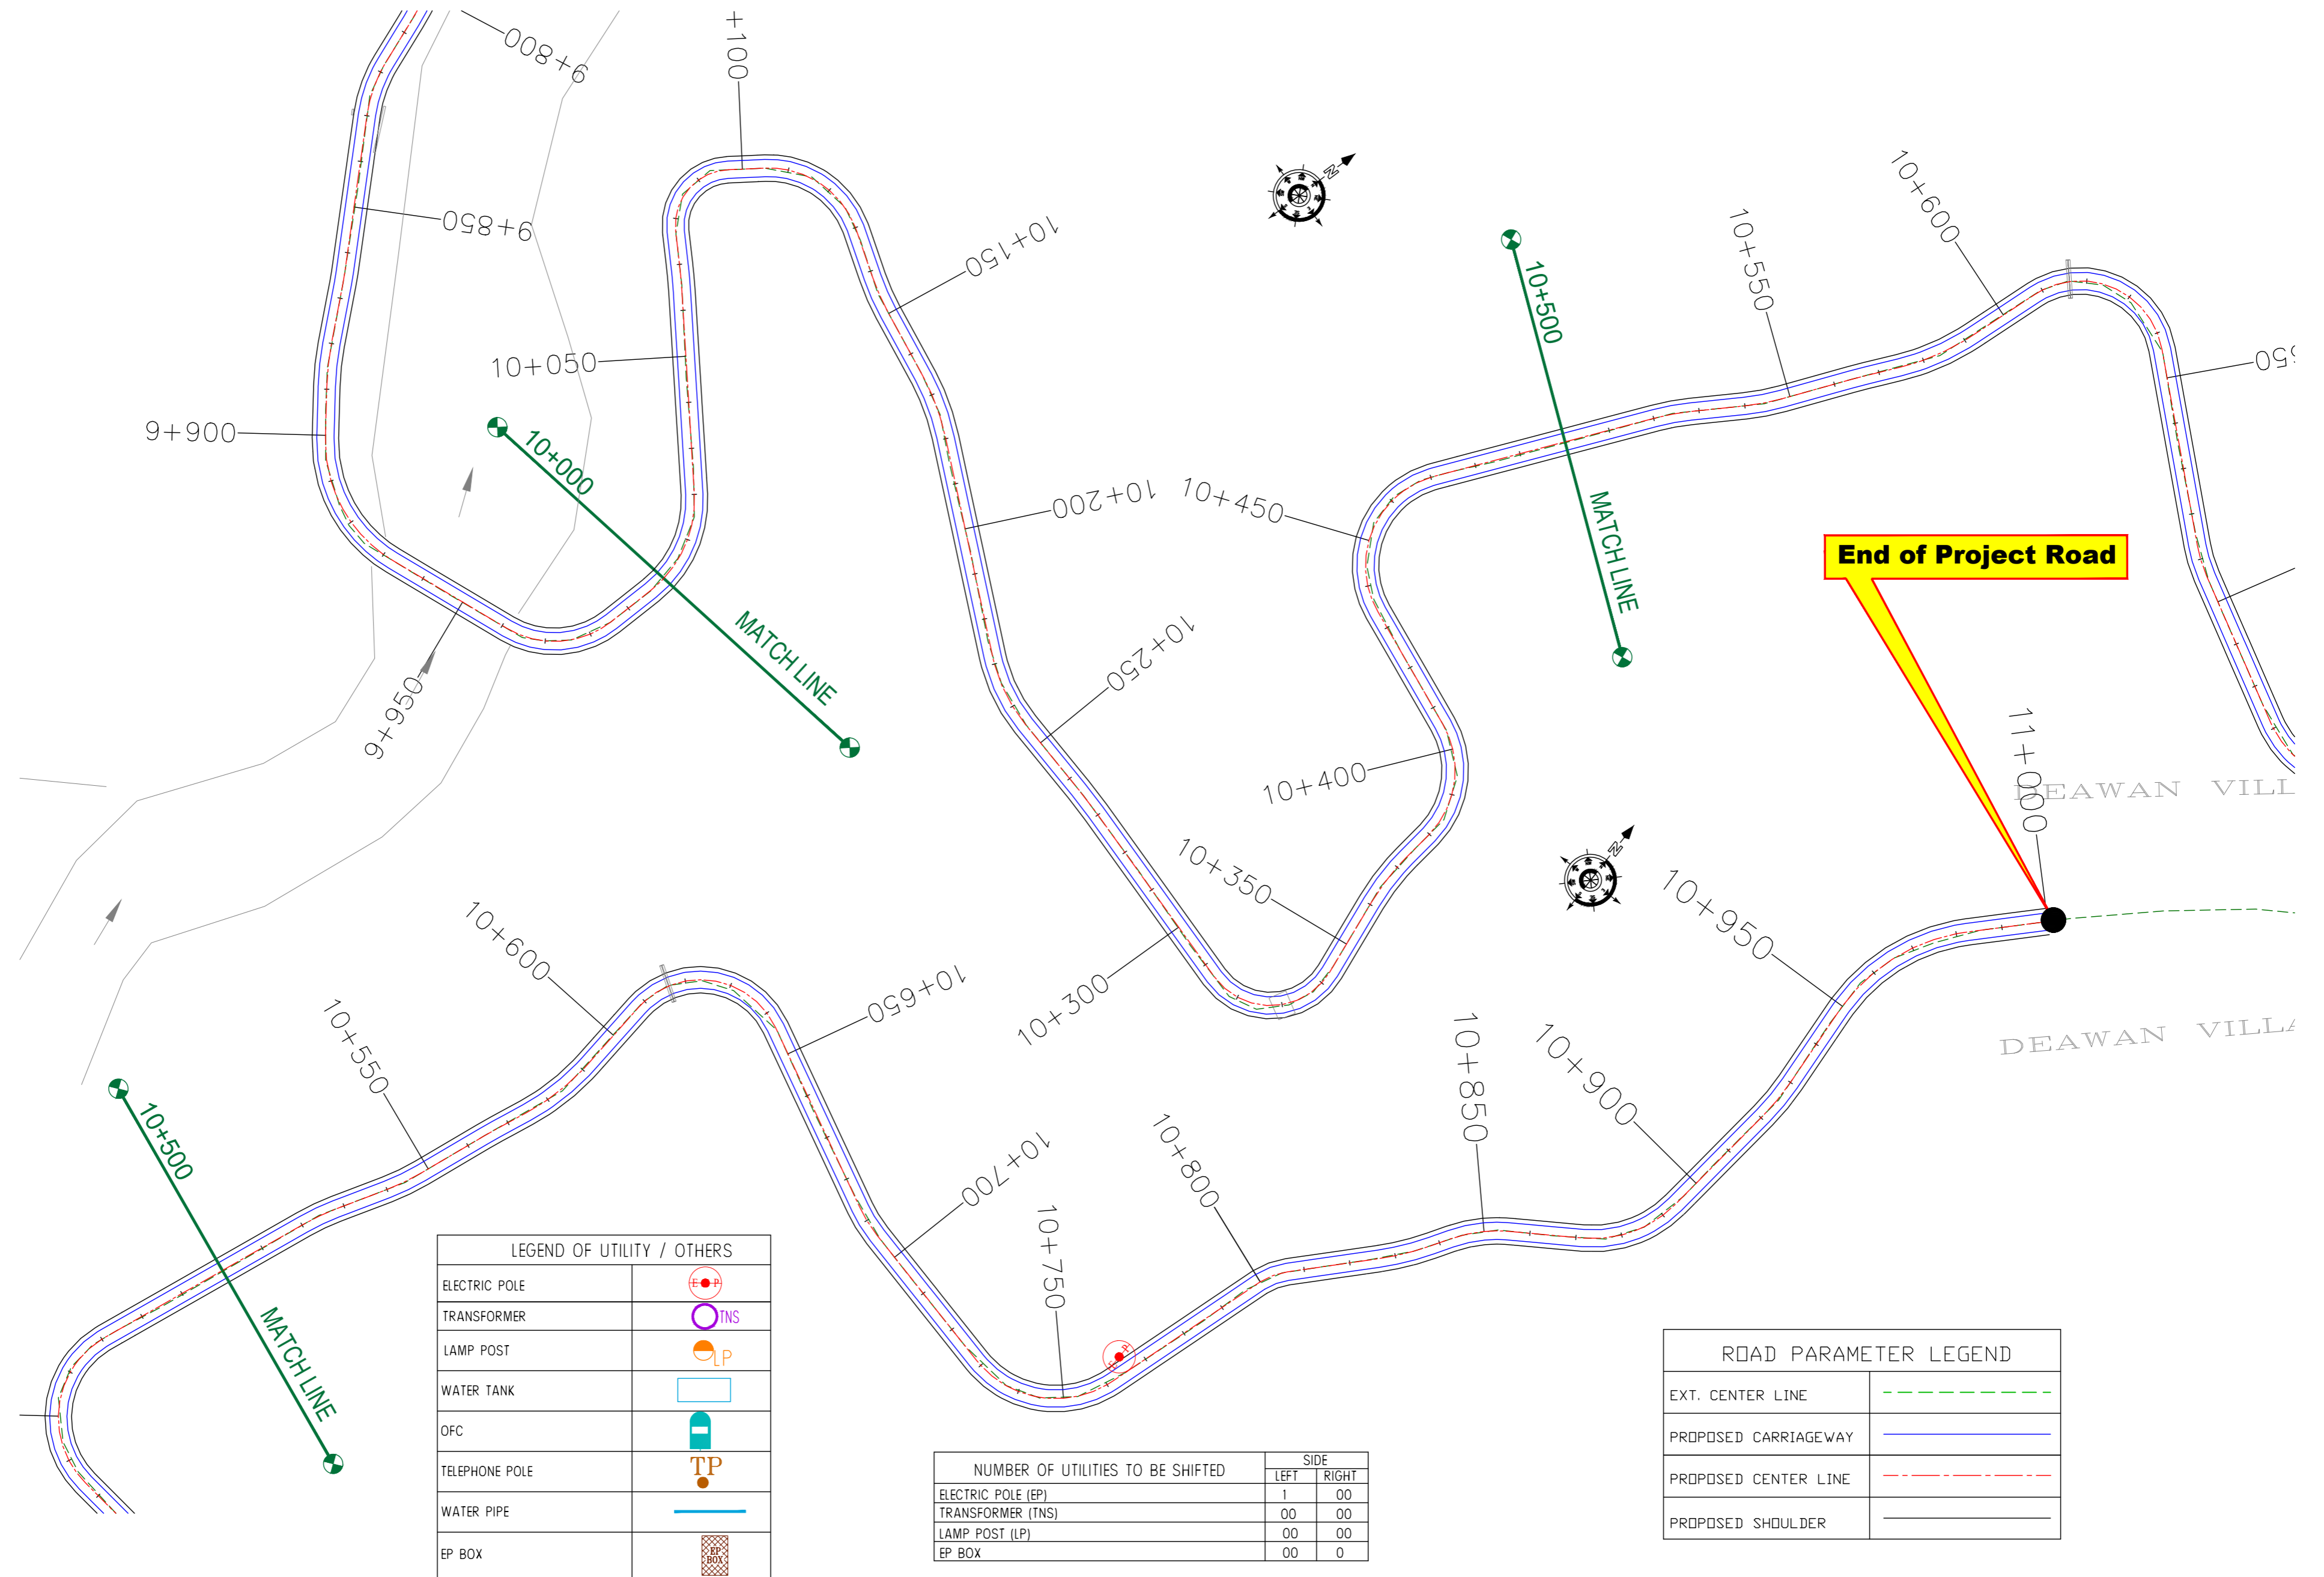 9+800
+100
9+850
10+150
N
10+600
10+550
10+500
10+050
9+900
10+000
10+200
10+450
MATCH LINE
End of Project Road
MATCH LINE
10+250
9+950
10+400
11+000
DEAWAN VILL
10+350
N
10+950
10+600
10+650
10+300
10+550
10+850
10+900
DEAWAN VILLA
10+500
10+700
10+800
10+750
MATCH LINE
LEGEND OF UTILITY / OTHERS
ELECTRIC POLE E P
TRANSFORMER TNS
LAMP POST LP
WATER TANK
OFC
TELEPHONE POLE TP
WATER PIPE
EP BOX EP BOX
E P
NUMBER OF UTILITIES TO BE SHIFTED SIDE
LEFT RIGHT
ELECTRIC POLE (EP) 1 00
TRANSFORMER (TNS) 00 00
LAMP POST (LP) 00 00
EP BOX 00 0
ROAD PARAMETER LEGEND
EXT. CENTER LINE
PROPOSED CARRIAGEWAY
PROPOSED CENTER LINE
PROPOSED SHOULDER